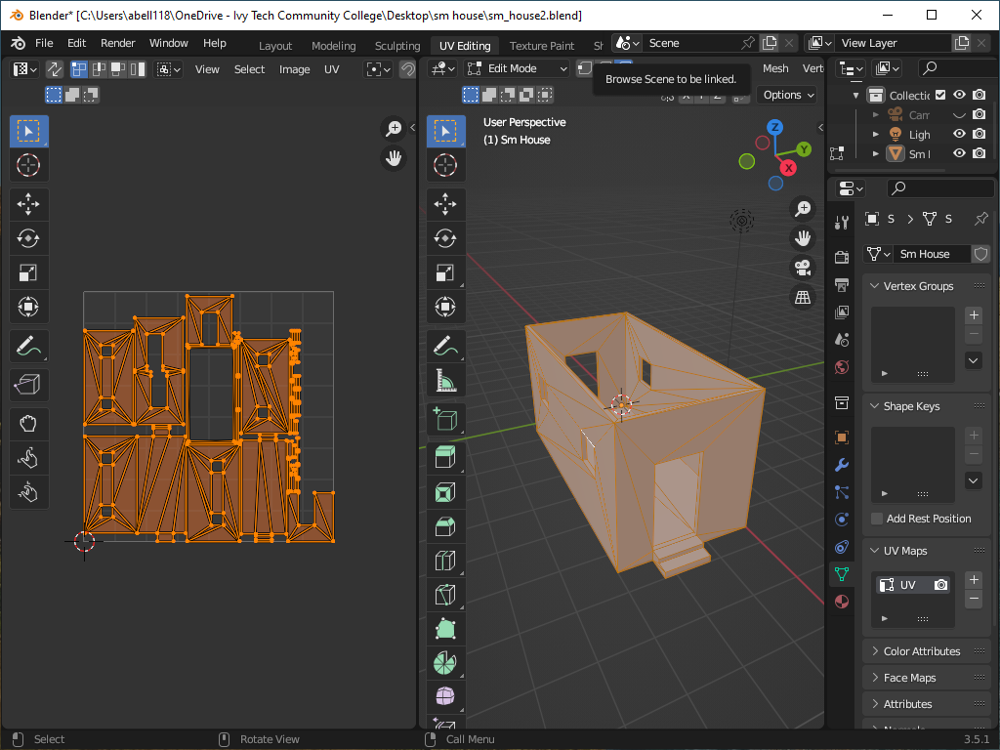 Blender* [C:\Users\abell118\OneDrive - Ivy Tech Community College\Desktop\sm house\sm_house2.blend]
File Edit Render Window Help Layout Modeling Sculpting UV Editing Texture Paint Sh Scene View Layer
View Select Image UV Edit Mode Mesh Vert
Browse Scene to be linked.
X Y Z Options
Collectic
Carr
Ligh
Sm I
User Perspective
(1) Sm House
Z
Y
X
S S
Sm House
Vertex Groups
Shape Keys
Add Rest Position
UV Maps
UV
Color Attributes
Face Maps
Attributes
Normals
Select Rotate View Call Menu 3.5.1